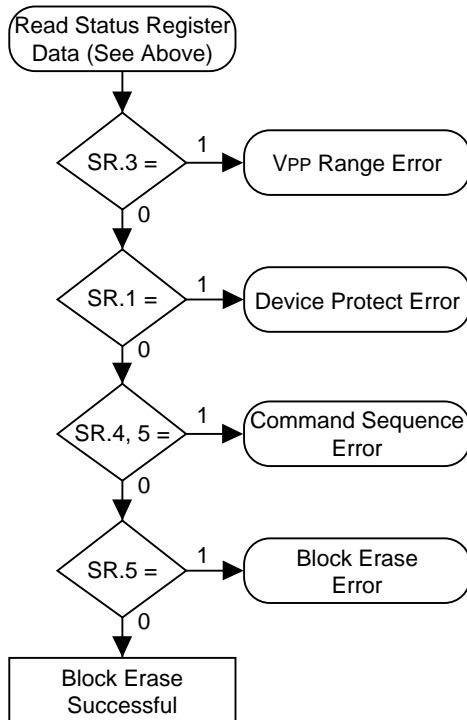 Read Status Register
Data (See Above)
SR.3 =
1
VPP Range Error
0
SR.1 =
1
Device Protect Error
0
SR.4, 5 =
1
Command Sequence
Error
0
SR.5 =
1
Block Erase
Error
0
Block Erase
Successful